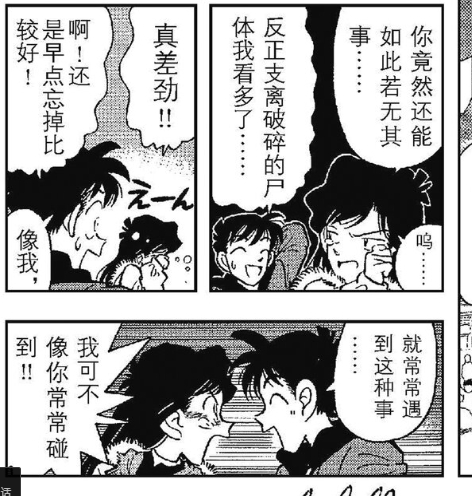 你竟然还能
如此若无其
事……
呜……
反正支离破碎的尸
体我看多了……
真差劲!!
えーん
啊!还
是早点忘掉比
较好!
像我,
就常常遇
到这种事
……
我可不
像你常常碰
到!!
话